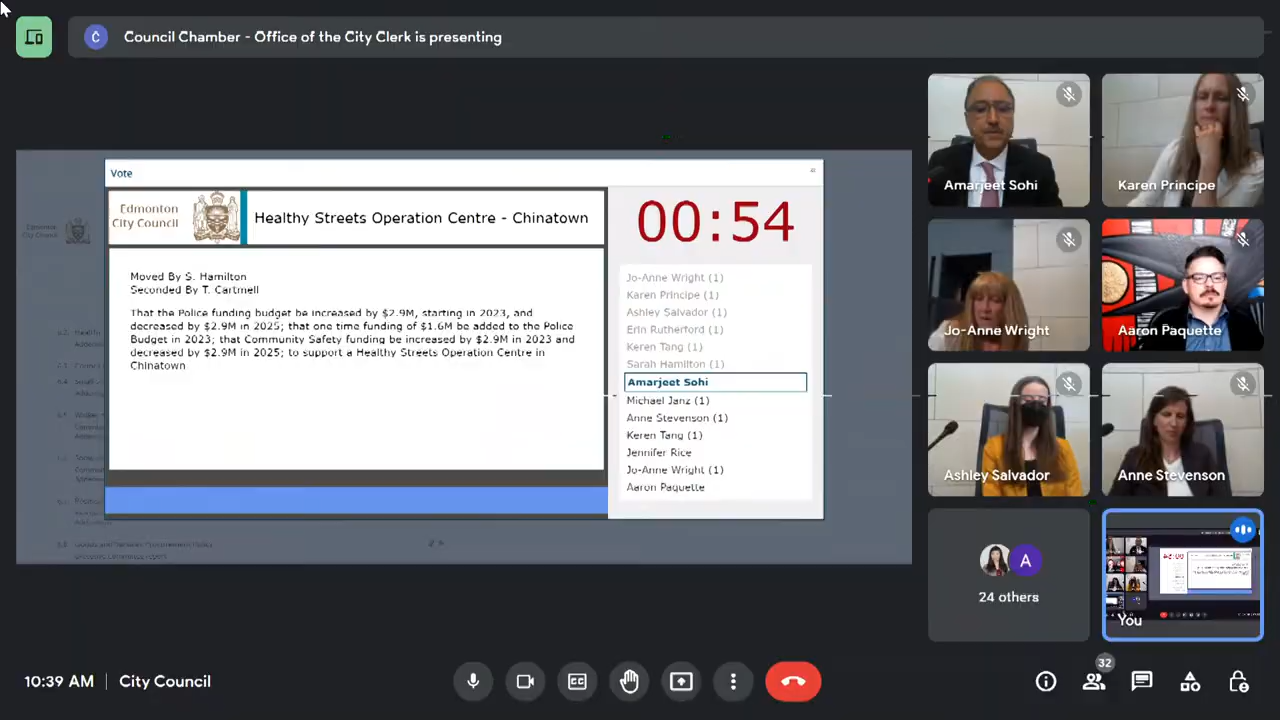 Council Chamber - Office of the City Clerk is presenting
C
Vote
Edmonton
City Council
Healthy Streets Operation Centre - Chinatown
00:54
Moved By S. Hamilton
Seconded By T. Cartmell
That the Police funding budget be increased by $2.9M, starting in 2023, and
decreased by $2.9M in 2025; that one time funding of $1.6M be added to the Police
Budget in 2023; that Community Safety funding be increased by $2.9M in 2023 and
decreased by $2.9M in 2025; to support a Healthy Streets Operation Centre in
Chinatown
Jo-Anne Wright (1)
Karen Principe (1)
Ashley Salvador (1)
Erin Rutherford (1)
Keren Tang (1)
Sarah Hamilton (1)
Amarjeet Sohi
Michael Janz (1)
Anne Stevenson (1)
Keren Tang (1)
Jennifer Rice
Jo-Anne Wright (1)
Aaron Paquette
Amarjeet Sohi
Karen Principe
Jo-Anne Wright
Aaron Paquette
Ashley Salvador
Anne Stevenson
A
24 others
You
10:39 AM
City Council
CC
32